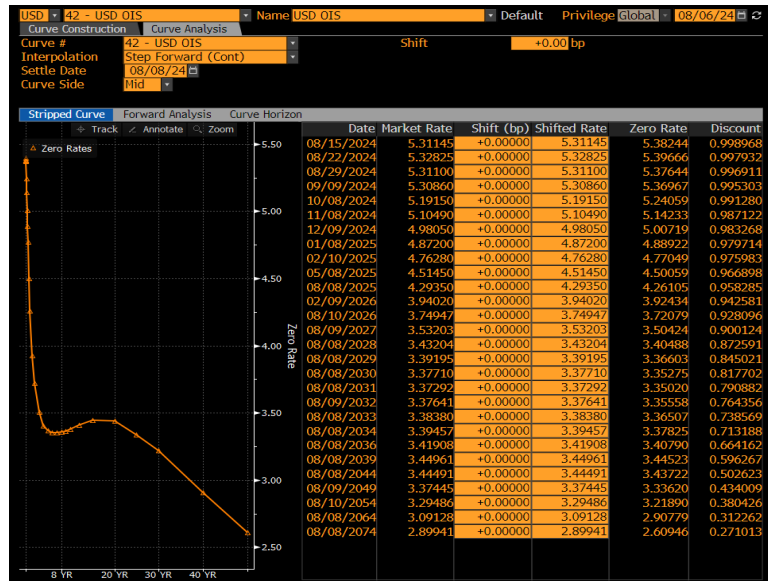 USD 42 - USD OIS Name USD OIS Default Privilege Global 08/06/24
Curve Construction Curve Analysis
Curve # 42 - USD OIS Shift +0.00 bp
Interpolation Step Forward (Cont)
Settle Date 08/08/24
Curve Side Mid
Stripped Curve Forward Analysis Curve Horizon
Track Annotate Zoom
Zero Rates
5.50
5.00
4.50
4.00
3.50
3.00
2.50
Zero Rate
8 YR 20 YR 30 YR 40 YR
Date Market Rate Shift (bp) Shifted Rate Zero Rate Discount
08/15/2024 5.31145 +0.00000 5.31145 5.38244 0.998968
08/22/2024 5.32825 +0.00000 5.32825 5.39666 0.997932
08/29/2024 5.31100 +0.00000 5.31100 5.37644 0.996911
09/09/2024 5.30860 +0.00000 5.30860 5.36967 0.995303
10/08/2024 5.19150 +0.00000 5.19150 5.24059 0.991280
11/08/2024 5.10490 +0.00000 5.10490 5.14233 0.987122
12/09/2024 4.98050 +0.00000 4.98050 5.00719 0.983268
01/08/2025 4.87200 +0.00000 4.87200 4.88922 0.979714
02/10/2025 4.76280 +0.00000 4.76280 4.77049 0.975983
05/08/2025 4.51450 +0.00000 4.51450 4.50059 0.966898
08/08/2025 4.29350 +0.00000 4.29350 4.26105 0.958285
02/09/2026 3.94020 +0.00000 3.94020 3.92434 0.942581
08/10/2026 3.74947 +0.00000 3.74947 3.72079 0.928096
08/09/2027 3.53203 +0.00000 3.53203 3.50424 0.900124
08/08/2028 3.43204 +0.00000 3.43204 3.40488 0.872591
08/08/2029 3.39195 +0.00000 3.39195 3.36603 0.845021
08/08/2030 3.37710 +0.00000 3.37710 3.35275 0.817702
08/08/2031 3.37292 +0.00000 3.37292 3.35020 0.790882
08/09/2032 3.37641 +0.00000 3.37641 3.35558 0.764356
08/08/2033 3.38380 +0.00000 3.38380 3.36507 0.738569
08/08/2034 3.39457 +0.00000 3.39457 3.37825 0.713188
08/08/2036 3.41908 +0.00000 3.41908 3.40790 0.664162
08/08/2039 3.44961 +0.00000 3.44961 3.44523 0.596267
08/08/2044 3.44491 +0.00000 3.44491 3.43722 0.502623
08/09/2049 3.37445 +0.00000 3.37445 3.33620 0.434009
08/10/2054 3.29486 +0.00000 3.29486 3.21890 0.380426
08/08/2064 3.09128 +0.00000 3.09128 2.90779 0.312262
08/08/2074 2.89941 +0.00000 2.89941 2.60946 0.271013